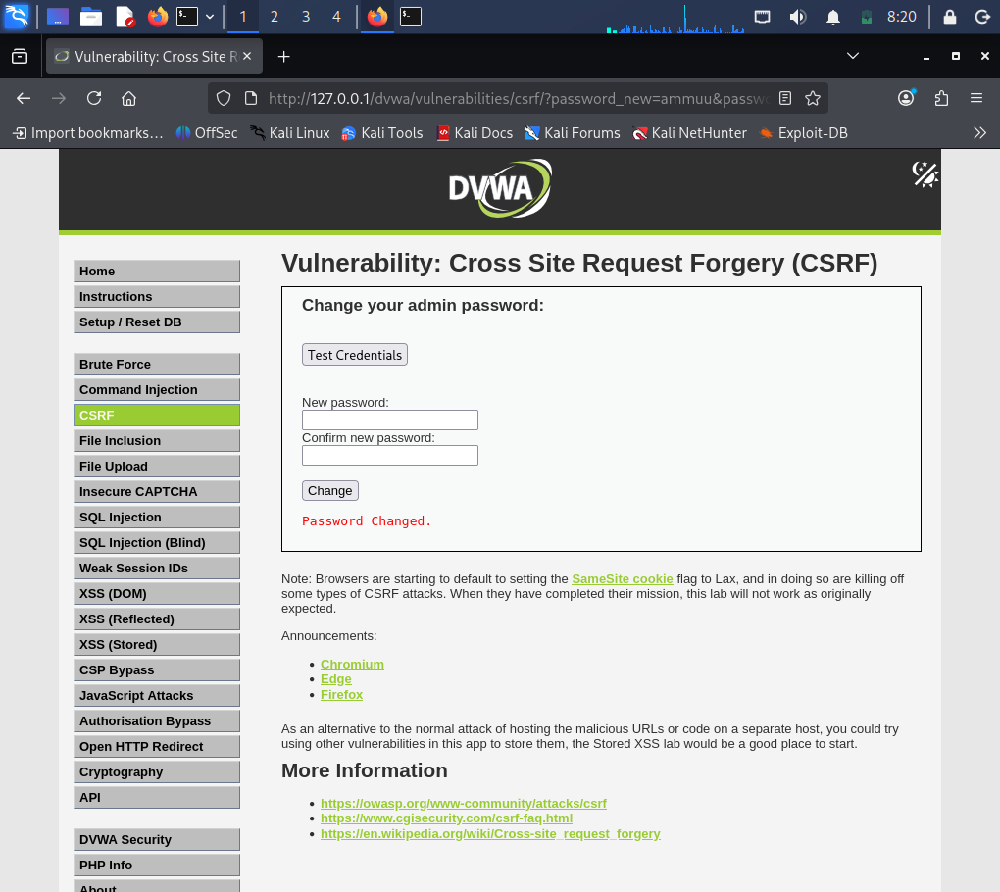 1 2 3 4
8:20
Vulnerability: Cross Site R
http://127.0.0.1/dvwa/vulnerabilities/csrf/?password_new=ammuu&passw
Import bookmarks… OffSec Kali Linux Kali Tools Kali Docs Kali Forums Kali NetHunter Exploit-DB
DVWA
Home
Instructions
Setup / Reset DB
Brute Force
Command Injection
CSRF
File Inclusion
File Upload
Insecure CAPTCHA
SQL Injection
SQL Injection (Blind)
Weak Session IDs
XSS (DOM)
XSS (Reflected)
XSS (Stored)
CSP Bypass
JavaScript Attacks
Authorisation Bypass
Open HTTP Redirect
Cryptography
API
DVWA Security
PHP Info
About
Vulnerability: Cross Site Request Forgery (CSRF)
Change your admin password:
Test Credentials
New password:
Confirm new password:
Change
Password Changed.
Note: Browsers are starting to default to setting the SameSite cookie flag to Lax, and in doing so are killing off
some types of CSRF attacks. When they have completed their mission, this lab will not work as originally
expected.
Announcements:
• Chromium
• Edge
• Firefox
As an alternative to the normal attack of hosting the malicious URLs or code on a separate host, you could try
using other vulnerabilities in this app to store them, the Stored XSS lab would be a good place to start.
More Information
• https://owasp.org/www-community/attacks/csrf
• https://www.cgisecurity.com/csrf-faq.html
• https://en.wikipedia.org/wiki/Cross-site_request_forgery